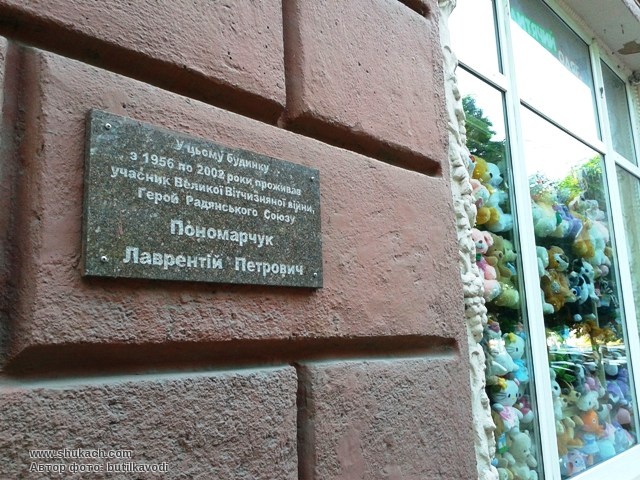 У цьому будинку
з 1956 по 2002 роки проживав
учасник Великої Вітчизняної війни,
Герой Радянського Союзу
Пономарчук
Лаврентій Петрович
www.shukach.com
Автор фото: butilkavodi